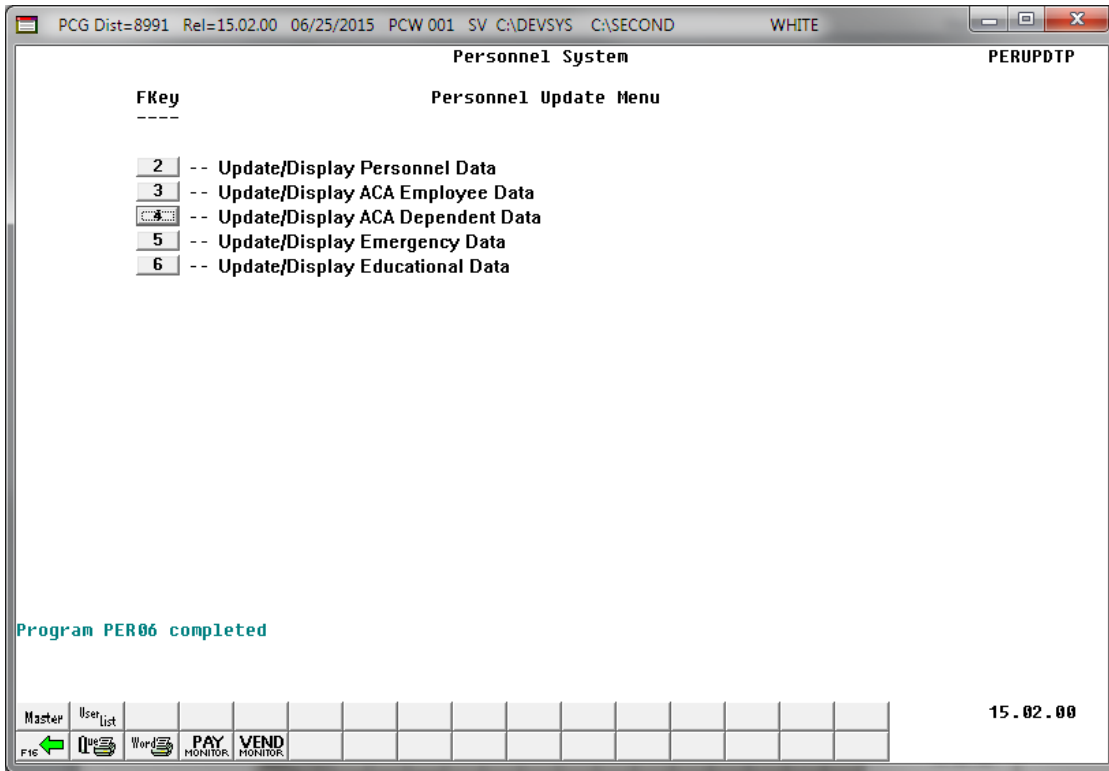 PCG Dist=8991 Rel=15.02.00 06/25/2015 PCW 001 SV C:\DEVSYS C:\SECOND WHITE
Personnel System PERUPDTP
FKey Personnel Update Menu
----
2 -- Update/Display Personnel Data
3 -- Update/Display ACA Employee Data
4 -- Update/Display ACA Dependent Data
5 -- Update/Display Emergency Data
6 -- Update/Display Educational Data
Program PER06 completed
Master User List 15.02.00
F16 Que Word PAY MONITOR VEND MONITOR